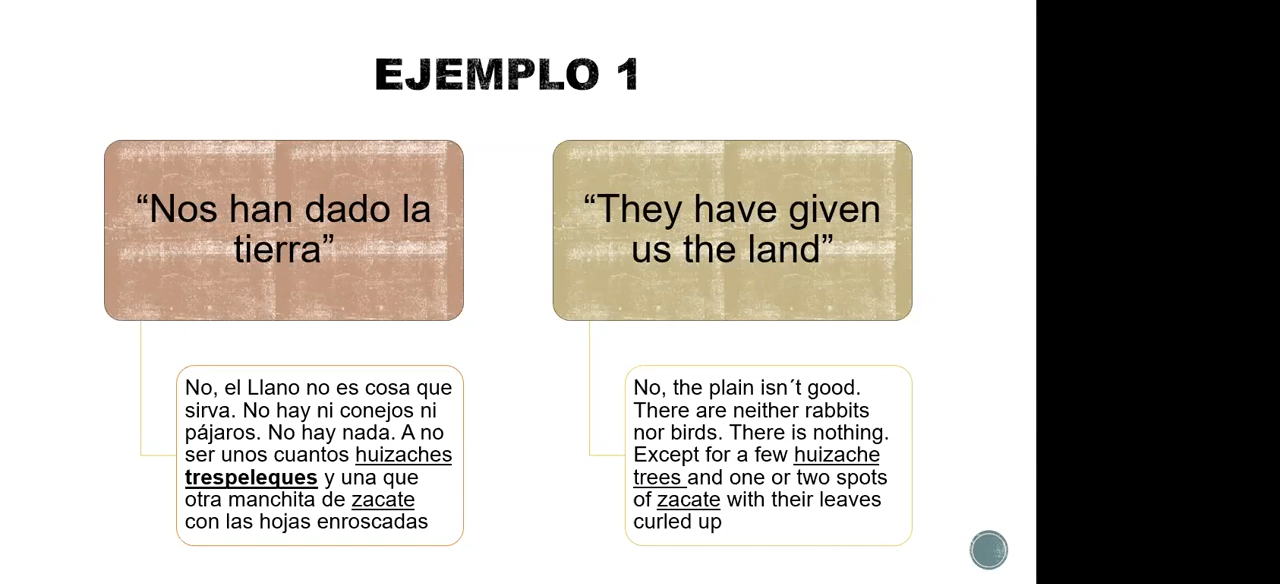 EJEMPLO 1
“Nos han dado la
tierra”
No, el Llano no es cosa que
sirva. No hay ni conejos ni
pájaros. No hay nada. A no
ser unos cuantos huizaches
trespeleques y una que
otra manchita de zacate
con las hojas enroscadas
“They have given
us the land”
No, the plain isn´t good.
There are neither rabbits
nor birds. There is nothing.
Except for a few huizache
trees and one or two spots
of zacate with their leaves
curled up